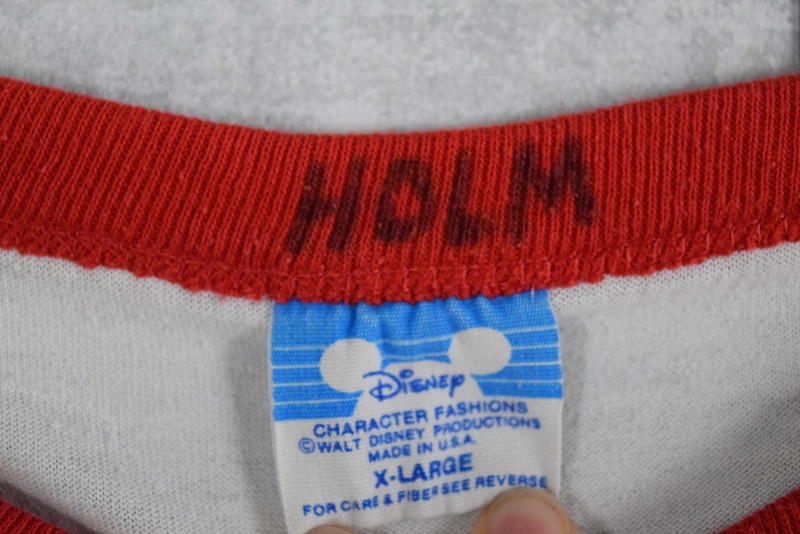 HOLM
Disney
CHARACTER FASHIONS
©WALT DISNEY PRODUCTIONS
MADE IN U.S.A.
X-LARGE
FOR CARE & FIBER SEE REVERSE